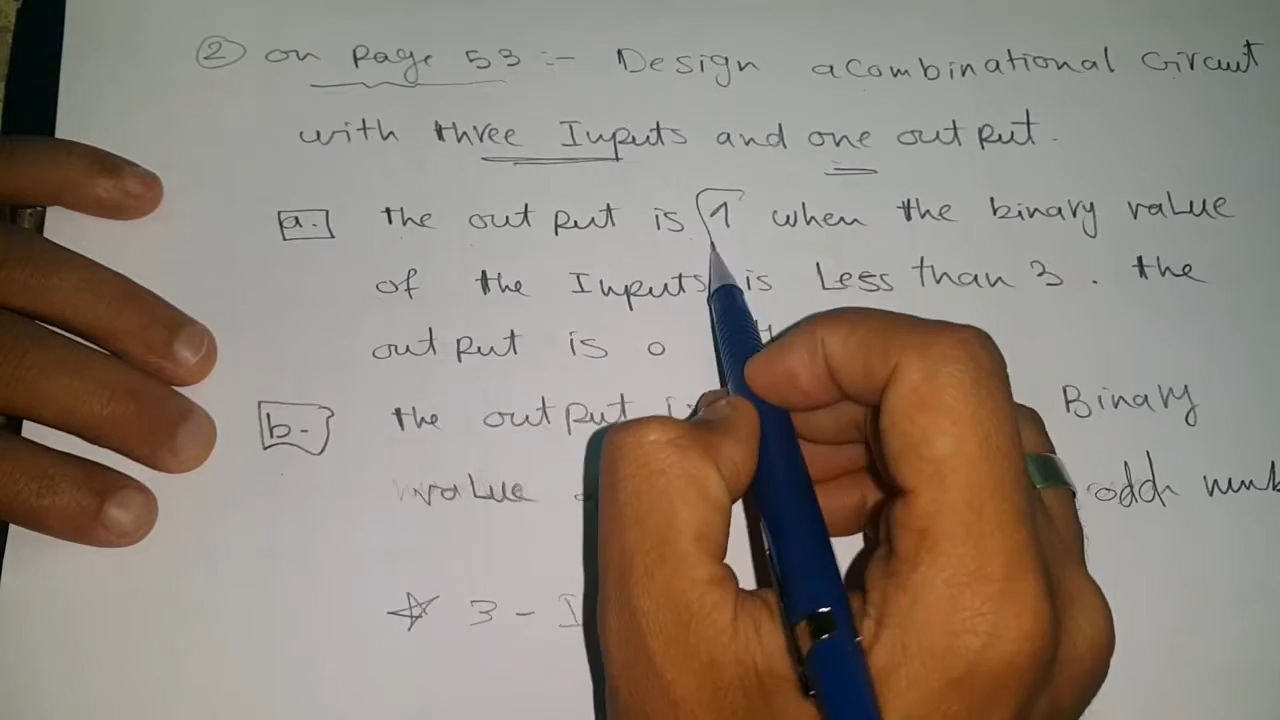 2 on Page 53 :- Design a combinational Circuit
with three Inputs and one output.
a. the output is 1 when the binary value
of the Inputs is Less than 3. the
output is 0
b- the output Binary
value odd
3 - I